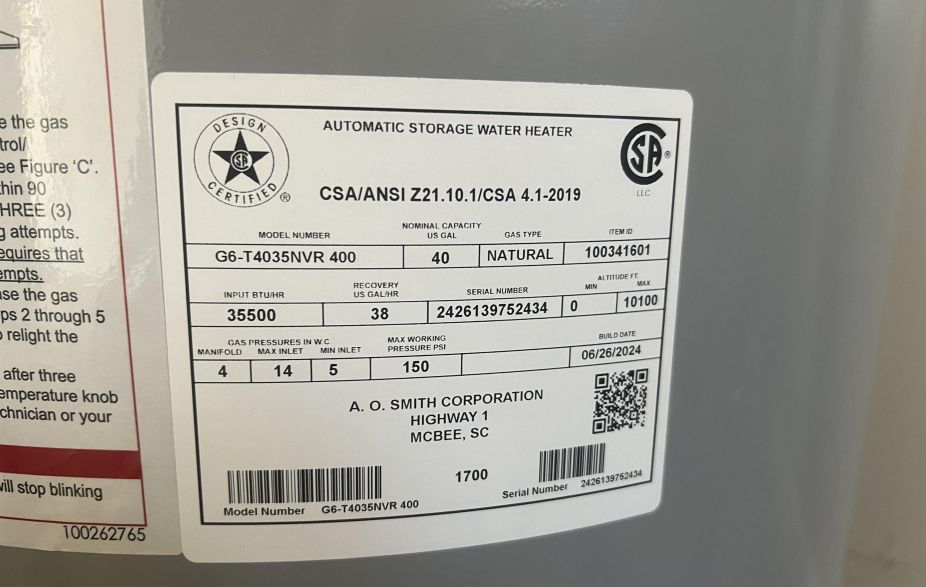 e the gas
trol/
ee Figure ‘C’.
hin 90
HREE (3)
g attempts.
equires that
empts.
se the gas
ps 2 through 5
relight the
after three
emperature knob
chnician or your
will stop blinking
100262765
DESIGN
CERTIFIED
®
AUTOMATIC STORAGE WATER HEATER
CSA/ANSI Z21.10.1/CSA 4.1-2019
LLC
MODEL NUMBER NOMINAL CAPACITY US GAL GAS TYPE ITEM ID
G6-T4035NVR 400 40 NATURAL 100341601
INPUT BTU/HR RECOVERY US GAL/HR SERIAL NUMBER ALTITUDE FT. MIN MAX
35500 38 2426139752434 0 10100
GAS PRESSURES IN W.C MAX WORKING PRESSURE PSI BUILD DATE
MANIFOLD MAX INLET MIN INLET
4 14 5 150 06/26/2024
A. O. SMITH CORPORATION
HIGHWAY 1
MCBEE, SC
1700
Model Number G6-T4035NVR 400
Serial Number 2426139752434